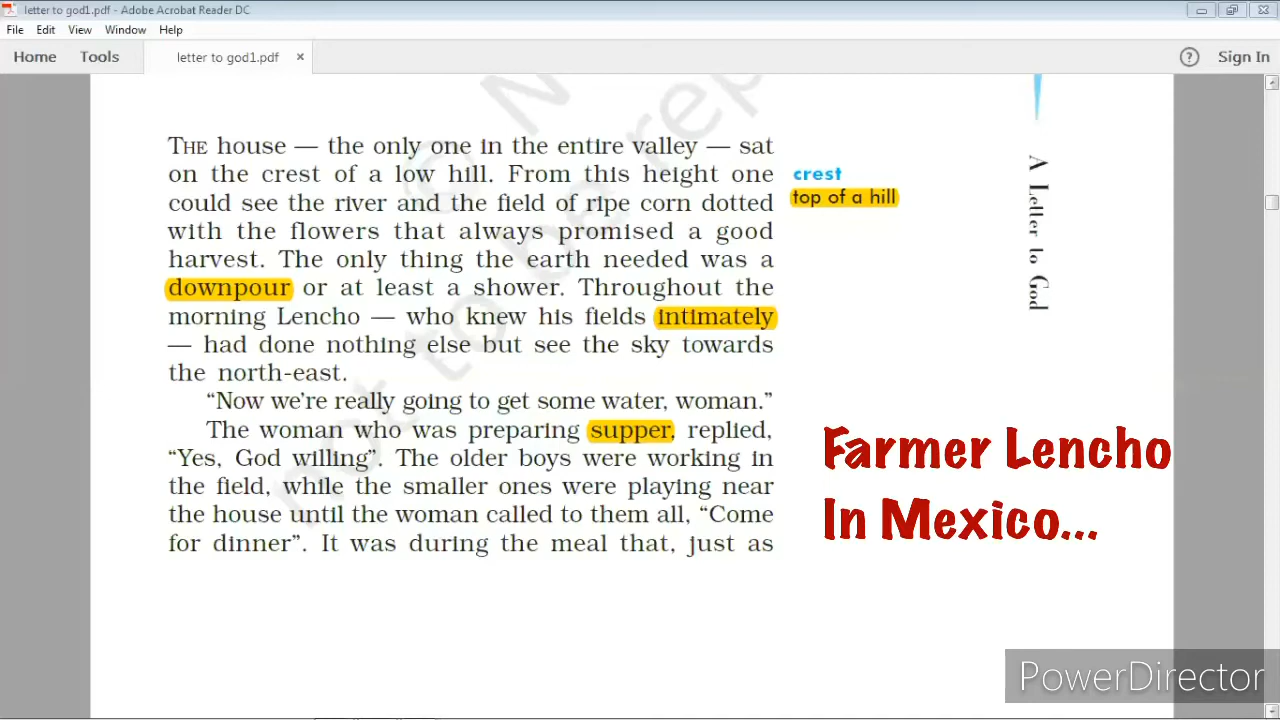 letter to god1.pdf - Adobe Acrobat Reader DC
File Edit View Window Help
Home Tools letter to god1.pdf × ? Sign In
© N
not to be rep
THE house — the only one in the entire valley — sat
on the crest of a low hill. From this height one
could see the river and the field of ripe corn dotted
with the flowers that always promised a good
harvest. The only thing the earth needed was a
downpour or at least a shower. Throughout the
morning Lencho — who knew his fields intimately
— had done nothing else but see the sky towards
the north-east.
“Now we’re really going to get some water, woman.”
The woman who was preparing supper, replied,
“Yes, God willing”. The older boys were working in
the field, while the smaller ones were playing near
the house until the woman called to them all, “Come
for dinner”. It was during the meal that, just as
crest
top of a hill
A Letter to God
Farmer Lencho
In Mexico...
PowerDirector